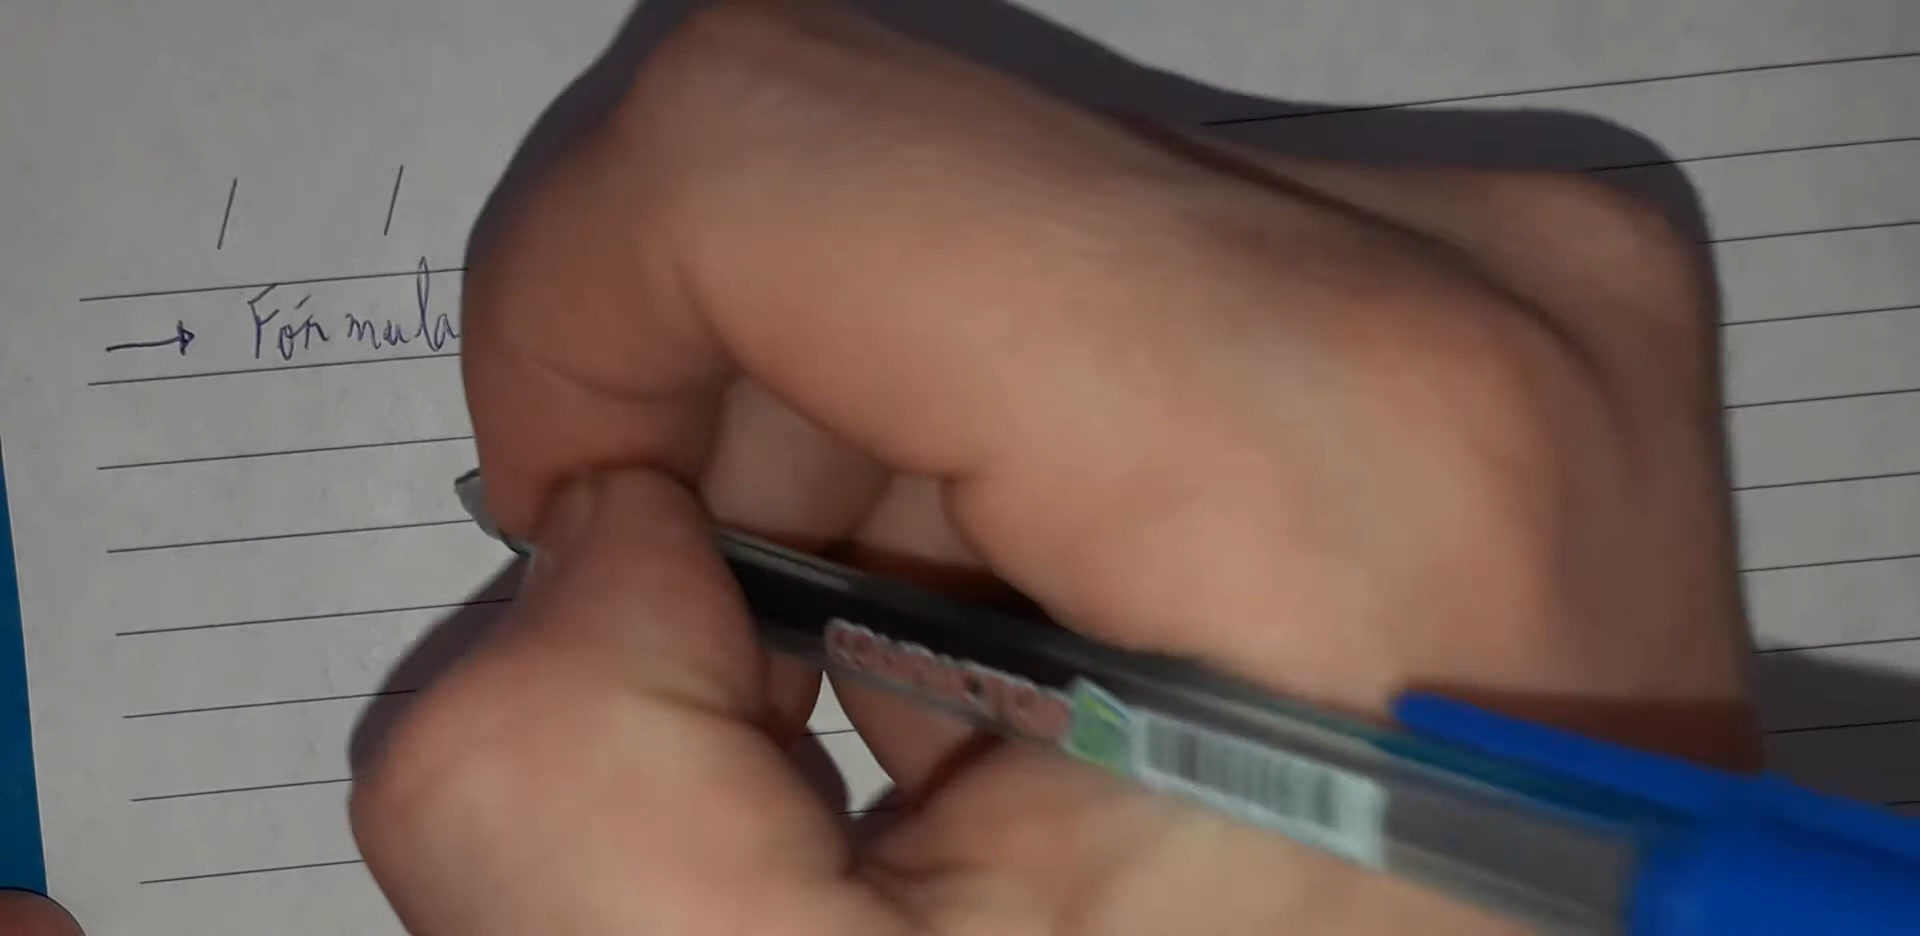 / /
→ Fórmula